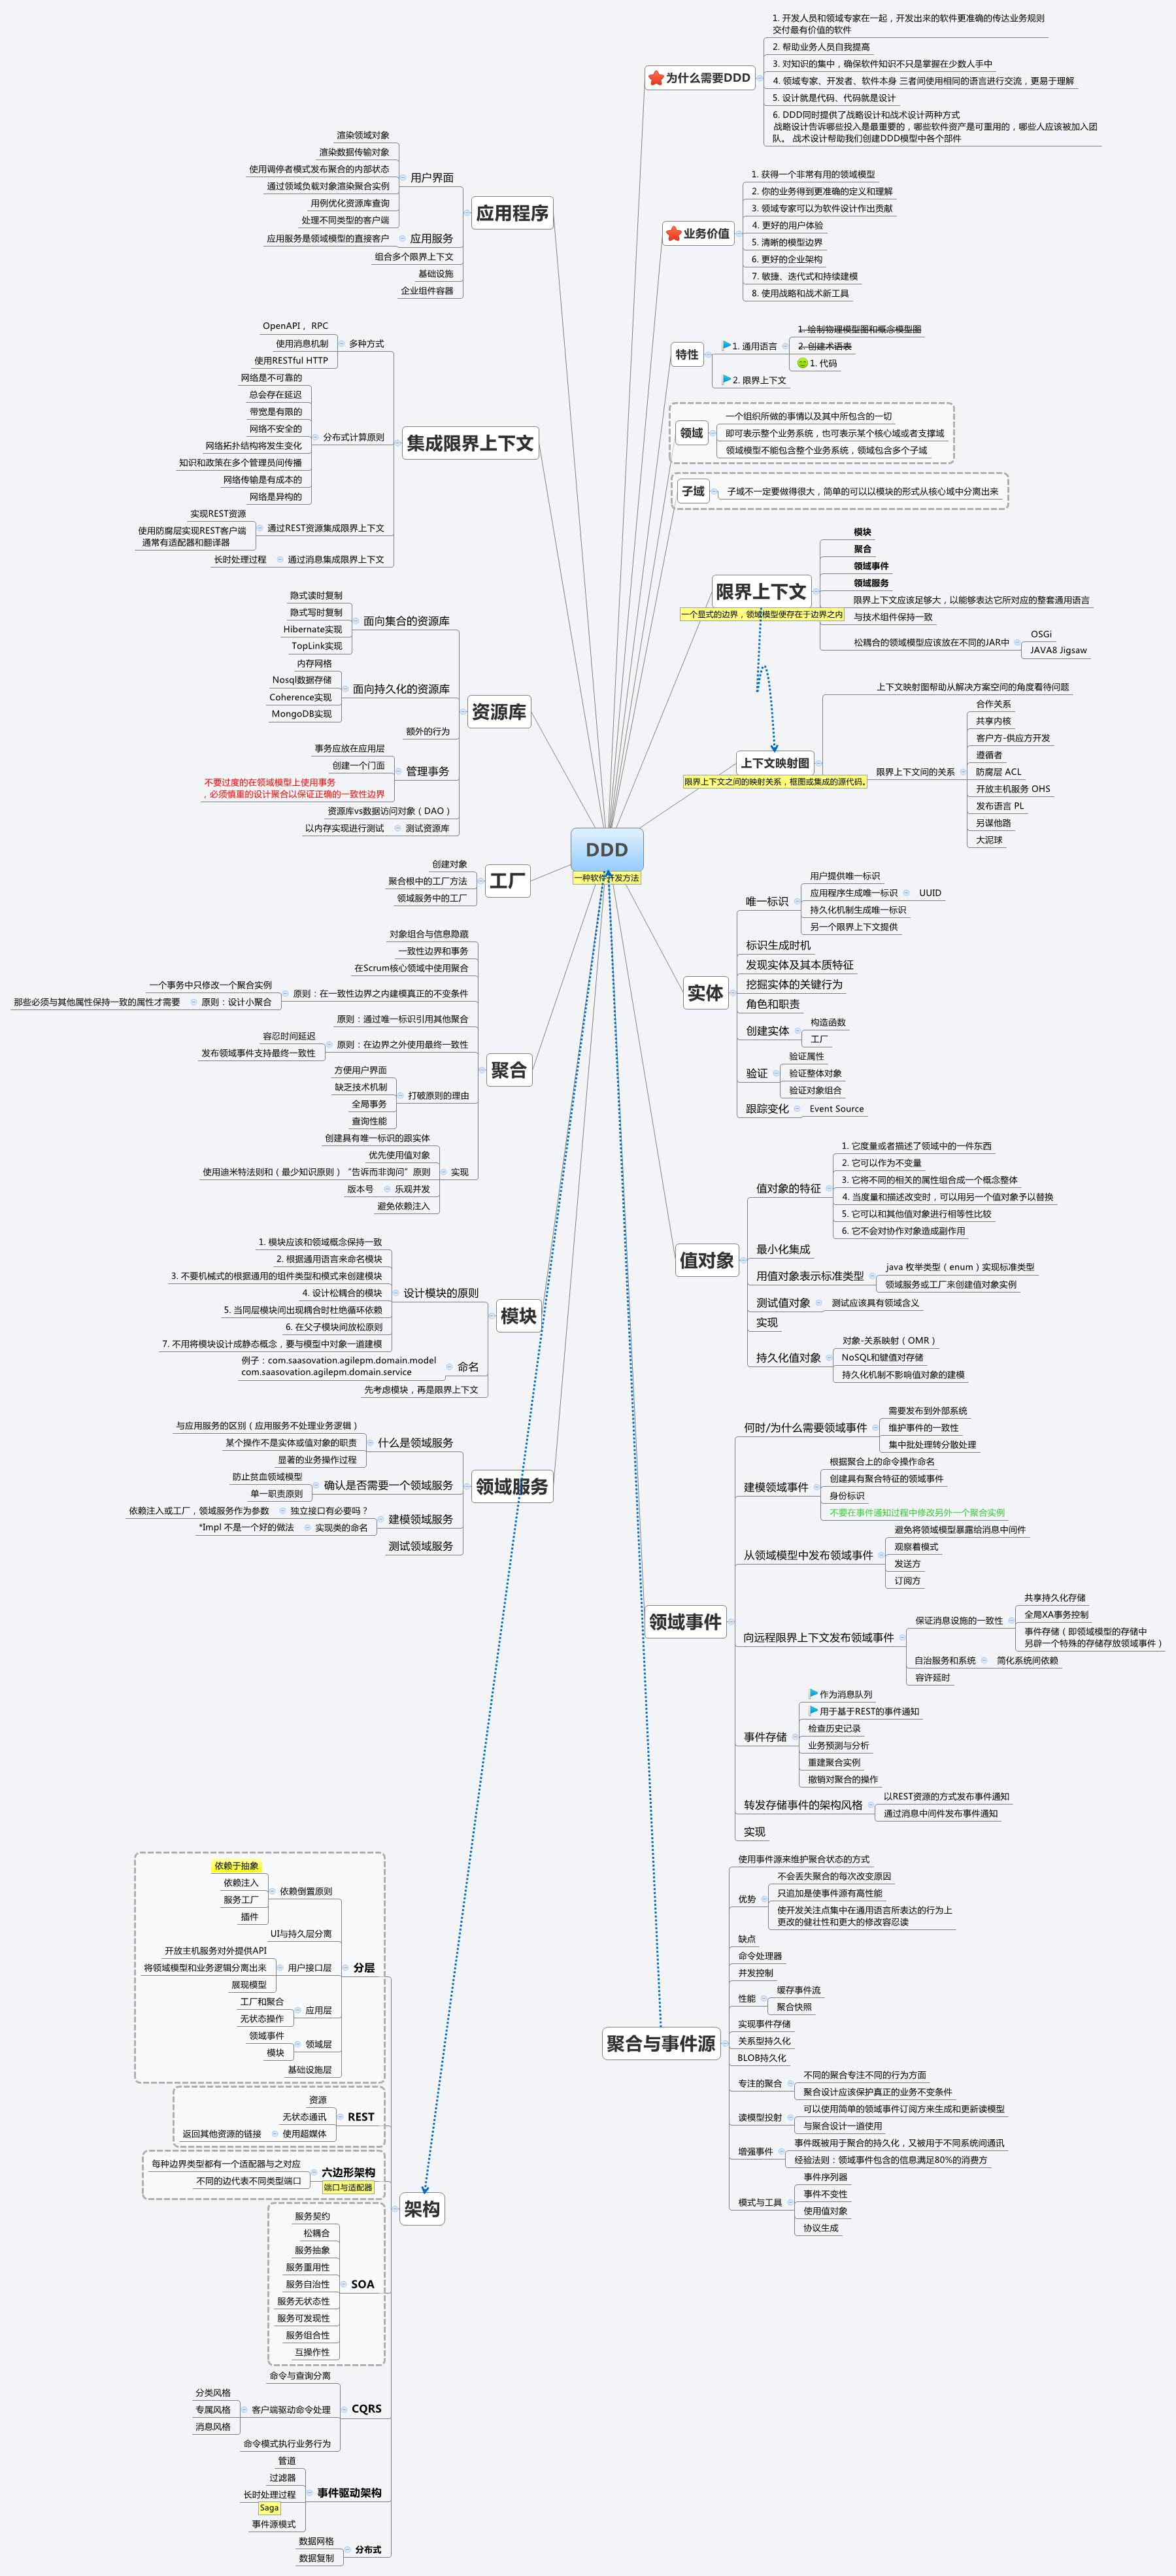 DDD
一种软件开发方法
为什么需要DDD
1. 开发人员和领域专家在一起，开发出来的软件更准确的传达业务规则
交付最有价值的软件
2. 帮助业务人员自我提高
3. 对知识的集中，确保软件知识不只是掌握在少数人手中
4. 领域专家、开发者、软件本身 三者间使用相同的语言进行交流，更易于理解
5. 设计就是代码、代码就是设计
6. DDD同时提供了战略设计和战术设计两种方式
战略设计告诉哪些投入是最重要的，哪些软件资产是可重用的，哪些人应该被加入团
队。 战术设计帮助我们创建DDD模型中各个部件
业务价值
1. 获得一个非常有用的领域模型
2. 你的业务得到更准确的定义和理解
3. 领域专家可以为软件设计作出贡献
4. 更好的用户体验
5. 清晰的模型边界
6. 更好的企业架构
7. 敏捷、迭代式和持续建模
8. 使用战略和战术新工具
特性
1. 通用语言
1. 绘制物理模型图和概念模型图
2. 创建术语表
1. 代码
2. 限界上下文
领域
一个组织所做的事情以及其中所包含的一切
即可表示整个业务系统，也可表示某个核心域或者支撑域
领域模型不能包含整个业务系统，领域包含多个子域
子域
子域不一定要做得很大，简单的可以以模块的形式从核心域中分离出来
限界上下文
一个显式的边界，领域模型便存在于边界之内
模块
聚合
领域事件
领域服务
限界上下文应该足够大，以能够表达它所对应的整套通用语言
与技术组件保持一致
松耦合的领域模型应该放在不同的JAR中
OSGi
JAVA8 Jigsaw
上下文映射图
限界上下文之间的映射关系，框图或集成的源代码。
上下文映射图帮助从解决方案空间的角度看待问题
限界上下文间的关系
合作关系
共享内核
客户方-供应方开发
遵循者
防腐层 ACL
开放主机服务 OHS
发布语言 PL
另谋他路
大泥球
实体
唯一标识
用户提供唯一标识
应用程序生成唯一标识
UUID
持久化机制生成唯一标识
另一个限界上下文提供
标识生成时机
发现实体及其本质特征
挖掘实体的关键行为
角色和职责
创建实体
构造函数
工厂
验证
验证属性
验证整体对象
验证对象组合
跟踪变化
Event Source
值对象
值对象的特征
1. 它度量或者描述了领域中的一件东西
2. 它可以作为不变量
3. 它将不同的相关的属性组合成一个概念整体
4. 当度量和描述改变时，可以用另一个值对象予以替换
5. 它可以和其他值对象进行相等性比较
6. 它不会对协作对象造成副作用
最小化集成
用值对象表示标准类型
java 枚举类型（enum）实现标准类型
领域服务或工厂来创建值对象实例
测试值对象
测试应该具有领域含义
实现
持久化值对象
对象-关系映射（OMR）
NoSQL和键值对存储
持久化机制不影响值对象的建模
领域事件
何时/为什么需要领域事件
需要发布到外部系统
维护事件的一致性
集中批处理转分散处理
建模领域事件
根据聚合上的命令操作命名
创建具有聚合特征的领域事件
身份标识
不要在事件通知过程中修改另外一个聚合实例
从领域模型中发布领域事件
避免将领域模型暴露给消息中间件
观察着模式
发送方
订阅方
向远程限界上下文发布领域事件
保证消息设施的一致性
共享持久化存储
全局XA事务控制
事件存储（即领域模型的存储中
另辟一个特殊的存储存放领域事件）
自治服务和系统
简化系统间依赖
容许延时
事件存储
作为消息队列
用于基于REST的事件通知
检查历史记录
业务预测与分析
重建聚合实例
撤销对聚合的操作
转发存储事件的架构风格
以REST资源的方式发布事件通知
通过消息中间件发布事件通知
实现
聚合与事件源
使用事件源来维护聚合状态的方式
优势
不会丢失聚合的每次改变原因
只追加是使事件源有高性能
使开发关注点集中在通用语言所表达的行为上
更改的健壮性和更大的修改容忍读
缺点
命令处理器
并发控制
性能
缓存事件流
聚合快照
实现事件存储
关系型持久化
BLOB持久化
专注的聚合
不同的聚合专注不同的行为方面
聚合设计应该保护真正的业务不变条件
读模型投射
可以使用简单的领域事件订阅方来生成和更新读模型
与聚合设计一道使用
增强事件
事件既被用于聚合的持久化，又被用于不同系统间通讯
经验法则：领域事件包含的信息满足80%的消费方
模式与工具
事件序列器
事件不变性
使用值对象
协议生成
应用程序
用户界面
渲染领域对象
渲染数据传输对象
使用调停者模式发布聚合的内部状态
通过领域负载对象渲染聚合实例
用例优化资源库查询
处理不同类型的客户端
应用服务
应用服务是领域模型的直接客户
组合多个限界上下文
基础设施
企业组件容器
集成限界上下文
多种方式
OpenAPI ，RPC
使用消息机制
使用RESTful HTTP
分布式计算原则
网络是不可靠的
总会存在延迟
带宽是有限的
网络不安全的
网络拓扑结构将发生变化
知识和政策在多个管理员间传播
网络传输是有成本的
网络是异构的
通过REST资源集成限界上下文
实现REST资源
使用防腐层实现REST客户端
通常有适配器和翻译器
通过消息集成限界上下文
长时处理过程
资源库
面向集合的资源库
隐式读时复制
隐式写时复制
Hibernate实现
TopLink实现
面向持久化的资源库
内存网格
Nosql数据存储
Coherence实现
MongoDB实现
额外的行为
管理事务
事务应放在应用层
创建一个门面
不要过度的在领域模型上使用事务
，必须慎重的设计聚合以保证正确的一致性边界
资源库vs数据访问对象（DAO）
测试资源库
以内存实现进行测试
工厂
创建对象
聚合根中的工厂方法
领域服务中的工厂
聚合
对象组合与信息隐藏
一致性边界和事务
在Scrum核心领域中使用聚合
原则：在一致性边界之内建模真正的不变条件
一个事务中只修改一个聚合实例
原则：设计小聚合
那些必须与其他属性保持一致的属性才需要
原则：通过唯一标识引用其他聚合
原则：在边界之外使用最终一致性
容忍时间延迟
发布领域事件支持最终一致性
打破原则的理由
方便用户界面
缺乏技术机制
全局事务
查询性能
实现
创建具有唯一标识的跟实体
优先使用值对象
使用迪米特法则和（最少知识原则）“告诉而非询问”原则
乐观并发
版本号
避免依赖注入
模块
设计模块的原则
1. 模块应该和领域概念保持一致
2. 根据通用语言来命名模块
3. 不要机械式的根据通用的组件类型和模式来创建模块
4. 设计松耦合的模块
5. 当同层模块间出现耦合时杜绝循环依赖
6. 在父子模块间放松原则
7. 不用将模块设计成静态概念，要与模型中对象一道建模
命名
例子：com.saasovation.agilepm.domain.model
com.saasovation.agilepm.domain.service
先考虑模块，再是限界上下文
领域服务
什么是领域服务
与应用服务的区别（应用服务不处理业务逻辑）
某个操作不是实体或值对象的职责
显著的业务操作过程
确认是否需要一个领域服务
防止贫血领域模型
单一职责原则
建模领域服务
独立接口有必要吗？
依赖注入或工厂，领域服务作为参数
实现类的命名
*Impl 不是一个好的做法
测试领域服务
架构
分层
依赖倒置原则
依赖于抽象
依赖注入
服务工厂
插件
UI与持久层分离
用户接口层
开放主机服务对外提供API
将领域模型和业务逻辑分离出来
展现模型
应用层
工厂和聚合
无状态操作
领域层
领域事件
模块
基础设施层
REST
资源
无状态通讯
使用超媒体
返回其他资源的链接
六边形架构
端口与适配器
每种边界类型都有一个适配器与之对应
不同的边代表不同类型端口
SOA
服务契约
松耦合
服务抽象
服务重用性
服务自治性
服务无状态性
服务可发现性
服务组合性
互操作性
CQRS
命令与查询分离
客户端驱动命令处理
分类风格
专属风格
消息风格
命令模式执行业务行为
事件驱动架构
管道
过滤器
长时处理过程
Saga
事件源模式
分布式
数据网格
数据复制